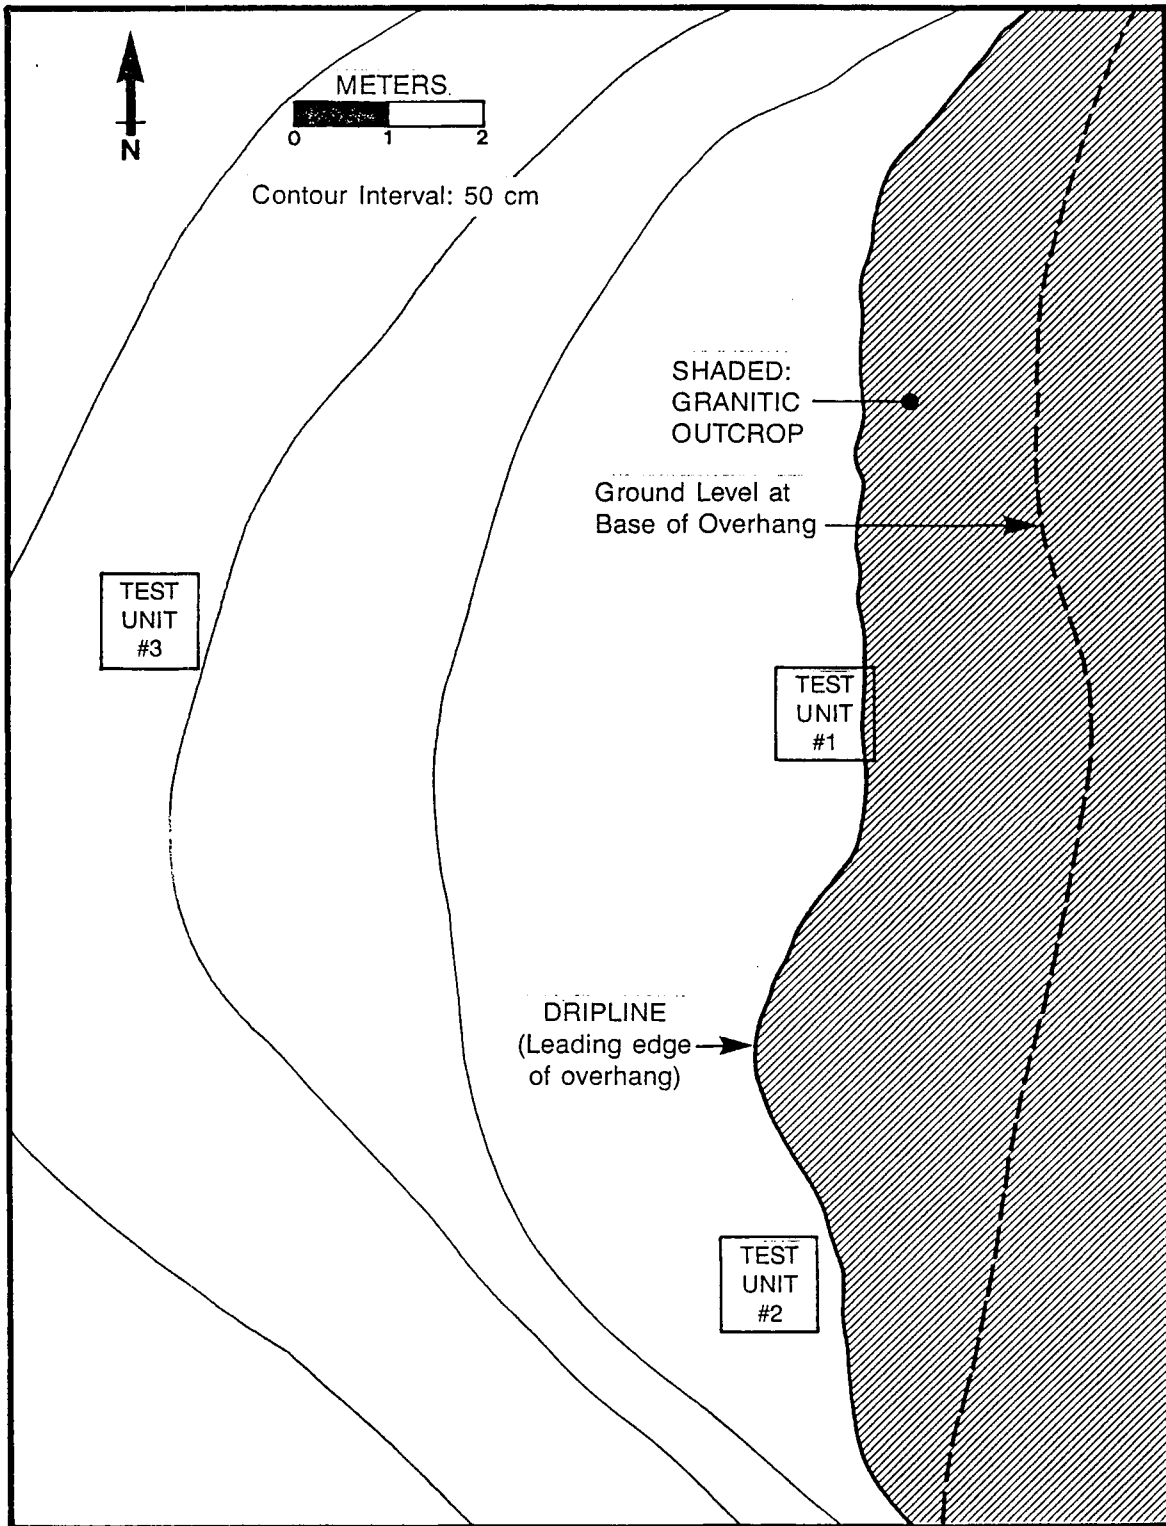 METERS
0 1 2
N
Contour Interval: 50 cm
SHADED:
GRANITIC
OUTCROP
Ground Level at
Base of Overhang
TEST
UNIT
#3
TEST
UNIT
#1
DRIPLINE
(Leading edge
of overhang)
TEST
UNIT
#2